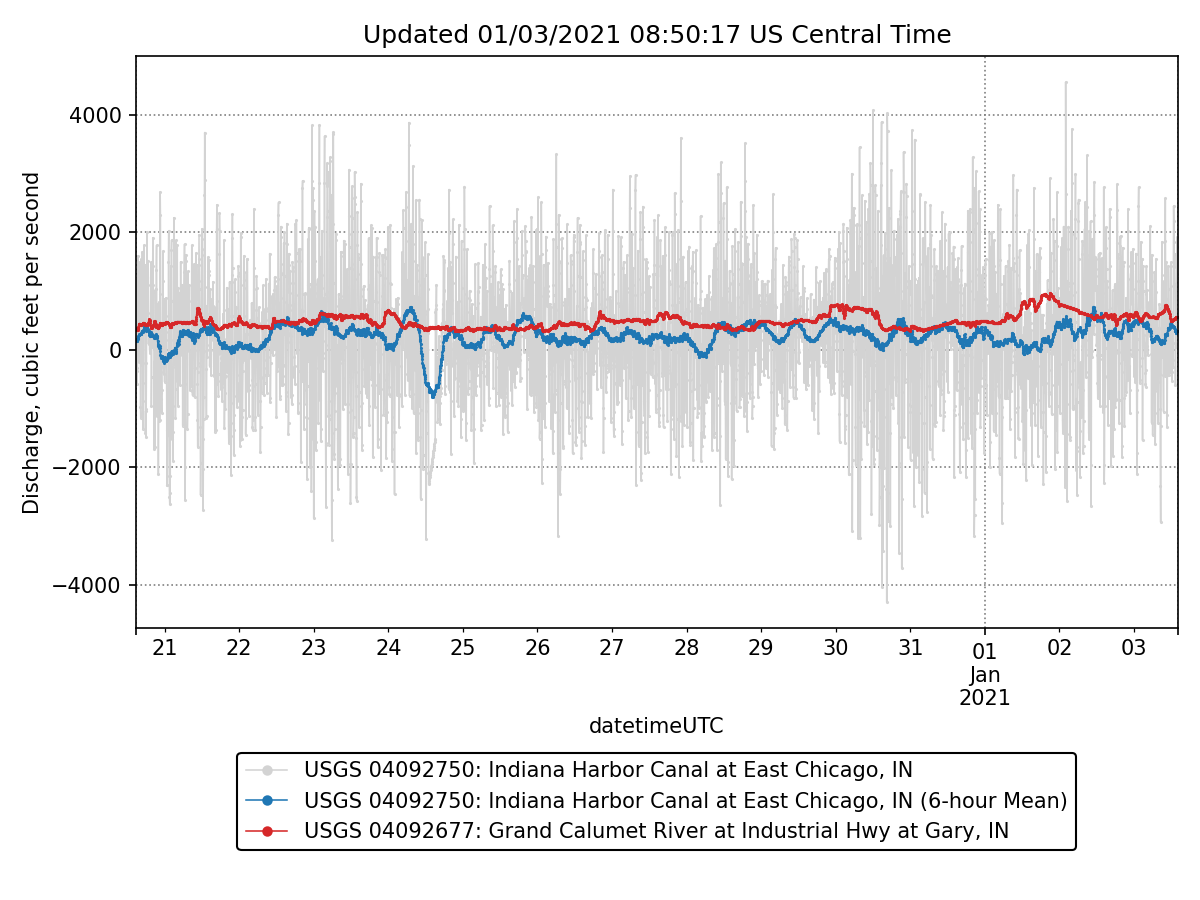 Updated 01/03/2021 08:50:17 US Central Time
Discharge, cubic feet per second
4000
2000
0
−2000
−4000
21 22 23 24 25 26 27 28 29 30 31 01 02 03
Jan
2021
datetimeUTC
USGS 04092750: Indiana Harbor Canal at East Chicago, IN
USGS 04092750: Indiana Harbor Canal at East Chicago, IN (6-hour Mean)
USGS 04092677: Grand Calumet River at Industrial Hwy at Gary, IN